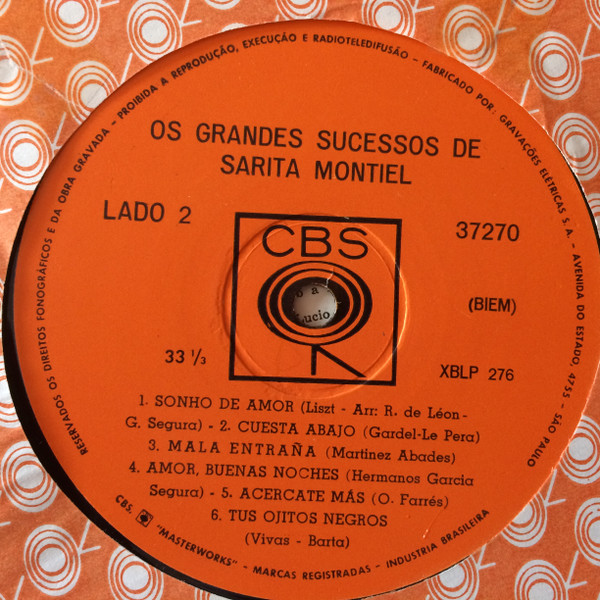 RESERVADOS OS DIREITOS FONOGRÁFICOS E DA OBRA GRAVADA - PROIBIDA A REPRODUÇÃO, EXECUÇÃO E RADIOTELEDIFUSÃO - FABRICADO POR: GRAVAÇÕES ELÉTRICAS S. A. - AVENIDA DO ESTADO, 4755 - SÃO PAULO
OS GRANDES SUCESSOS DE
SARITA MONTIEL
LADO 2
37270
CBS
o a
Lucio
(BIEM)
33 ⅓
XBLP 276
1. SONHO DE AMOR (Liszt - Arr: R. de Léon -
G. Segura) - 2. CUESTA ABAJO (Gardel-Le Pera)
3. MALA ENTRAÑA (Martinez Abades)
4. AMOR, BUENAS NOCHES (Hermanos Garcia
Segura) - 5. ACERCATE MÁS (O. Farrés)
6. TUS OJITOS NEGROS
(Vivas - Barta)
CBS, "MASTERWORKS" - MARCAS REGISTRADAS - INDUSTRIA BRASILEIRA